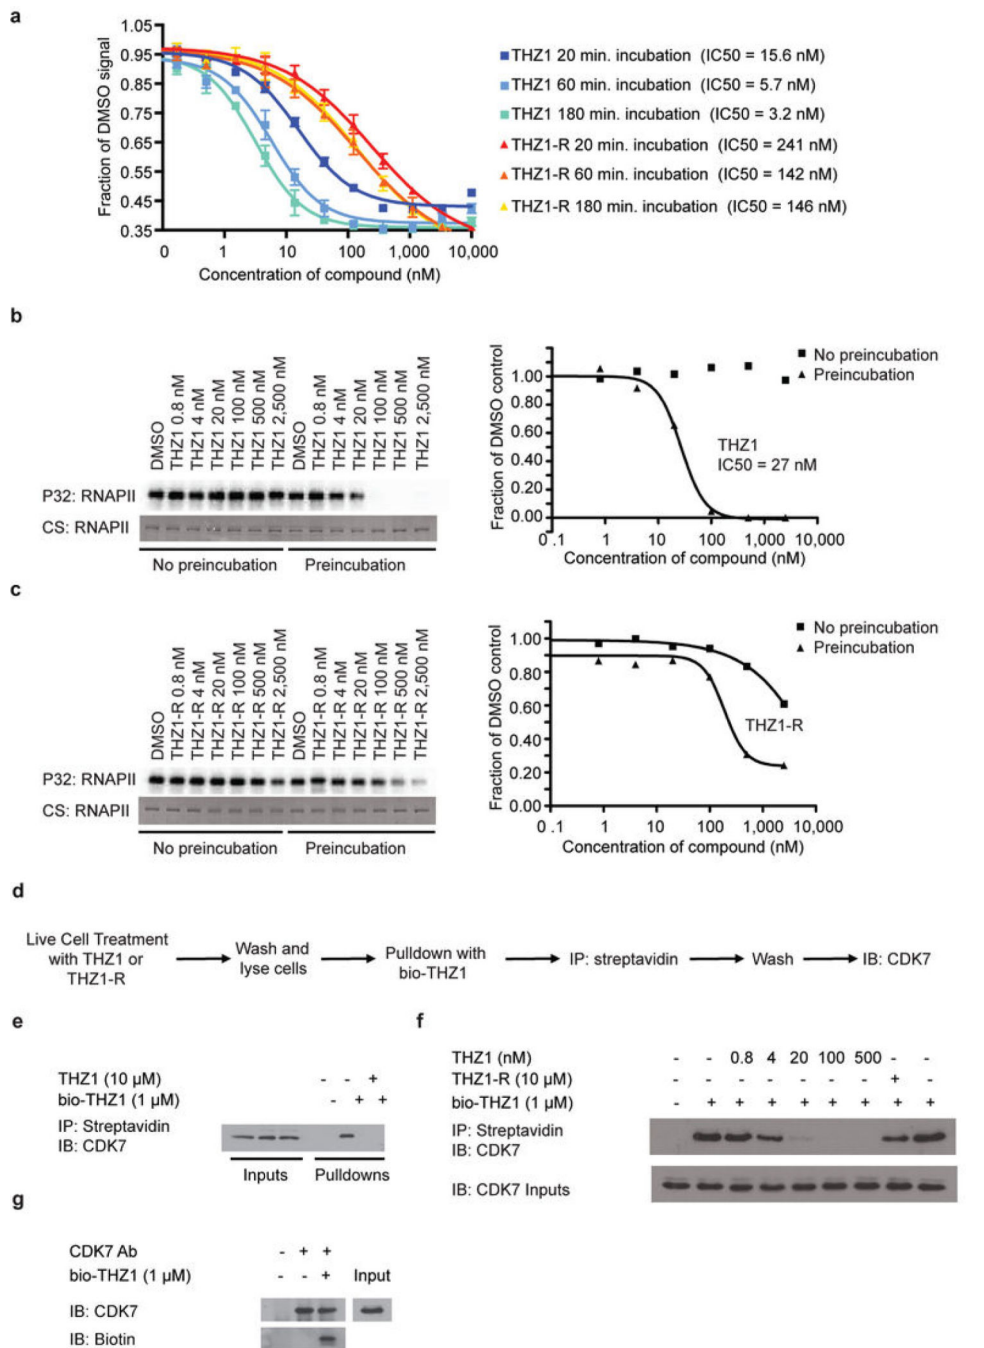 a
Fraction of DMSO signal
1.05
0.95
0.85
0.75
0.65
0.55
0.45
0.35
0 1 10 100 1,000 10,000
Concentration of compound (nM)
THZ1 20 min. incubation (IC50 = 15.6 nM)
THZ1 60 min. incubation (IC50 = 5.7 nM)
THZ1 180 min. incubation (IC50 = 3.2 nM)
THZ1-R 20 min. incubation (IC50 = 241 nM)
THZ1-R 60 min. incubation (IC50 = 142 nM)
THZ1-R 180 min. incubation (IC50 = 146 nM)
b
DMSO
THZ1 0.8 nM
THZ1 4 nM
THZ1 20 nM
THZ1 100 nM
THZ1 500 nM
THZ1 2,500 nM
DMSO
THZ1 0.8 nM
THZ1 4 nM
THZ1 20 nM
THZ1 100 nM
THZ1 500 nM
THZ1 2,500 nM
P32: RNAPII
CS: RNAPII
No preincubation Preincubation
Fraction of DMSO control
1.00
0.80
0.60
0.40
0.20
0.00
0.1 1 10 100 1,000 10,000
Concentration of compound (nM)
No preincubation
Preincubation
THZ1
IC50 = 27 nM
c
DMSO
THZ1-R 0.8 nM
THZ1-R 4 nM
THZ1-R 20 nM
THZ1-R 100 nM
THZ1-R 500 nM
THZ1-R 2,500 nM
DMSO
THZ1-R 0.8 nM
THZ1-R 4 nM
THZ1-R 20 nM
THZ1-R 100 nM
THZ1-R 500 nM
THZ1-R 2,500 nM
P32: RNAPII
CS: RNAPII
No preincubation Preincubation
Fraction of DMSO control
1.00
0.80
0.60
0.40
0.20
0.00
0.1 1 10 100 1,000 10,000
Concentration of compound (nM)
No preincubation
Preincubation
THZ1-R
d
Live Cell Treatment
with THZ1 or
THZ1-R
Wash and
lyse cells
Pulldown with
bio-THZ1
IP: streptavidin
Wash
IB: CDK7
e
THZ1 (10 µM) - - +
bio-THZ1 (1 µM) - + +
IP: Streptavidin
IB: CDK7
Inputs Pulldowns
f
THZ1 (nM) - - 0.8 4 20 100 500 - -
THZ1-R (10 µM) - - - - - - - + -
bio-THZ1 (1 µM) - + + + + + + + +
IP: Streptavidin
IB: CDK7
IB: CDK7 Inputs
g
CDK7 Ab - + +
bio-THZ1 (1 µM) - - + Input
IB: CDK7
IB: Biotin